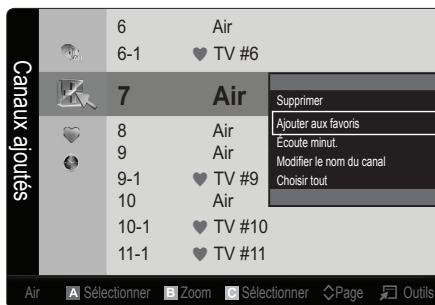 Canaux ajoutés
6 Air
6-1 ♥ TV #6
7 Air
8 Air
9 Air
9-1 ♥ TV #9
10 Air
10-1 ♥ TV #10
11-1 ♥ TV #11
Supprimer
Ajouter aux favoris
Écoute minut.
Modifier le nom du canal
Choisir tout
Air A Sélectionner B Zoom C Sélectionner Page Outils